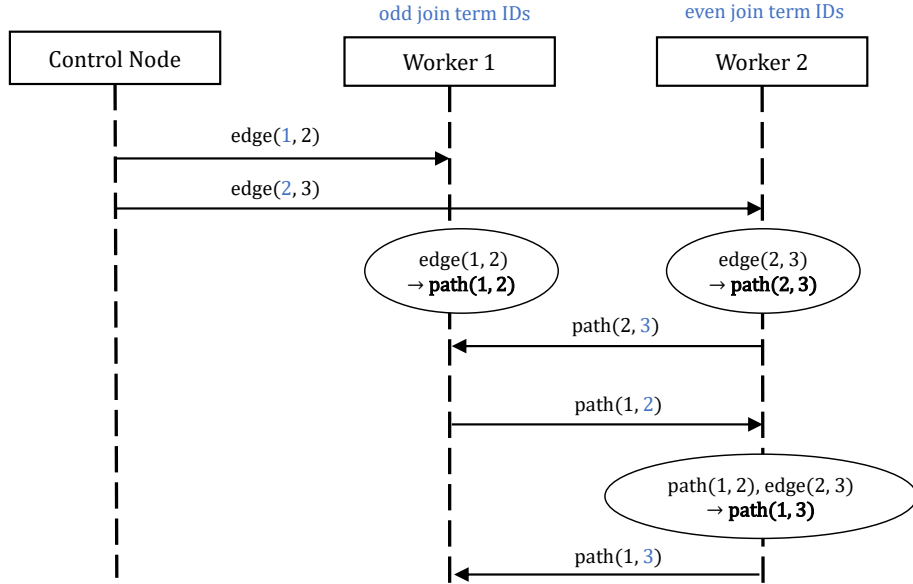 odd join term IDs
even join term IDs
Control Node
Worker 1
Worker 2
edge(1, 2)
edge(2, 3)
edge(1, 2)
→ path(1, 2)
edge(2, 3)
→ path(2, 3)
path(2, 3)
path(1, 2)
path(1, 2), edge(2, 3)
→ path(1, 3)
path(1, 3)